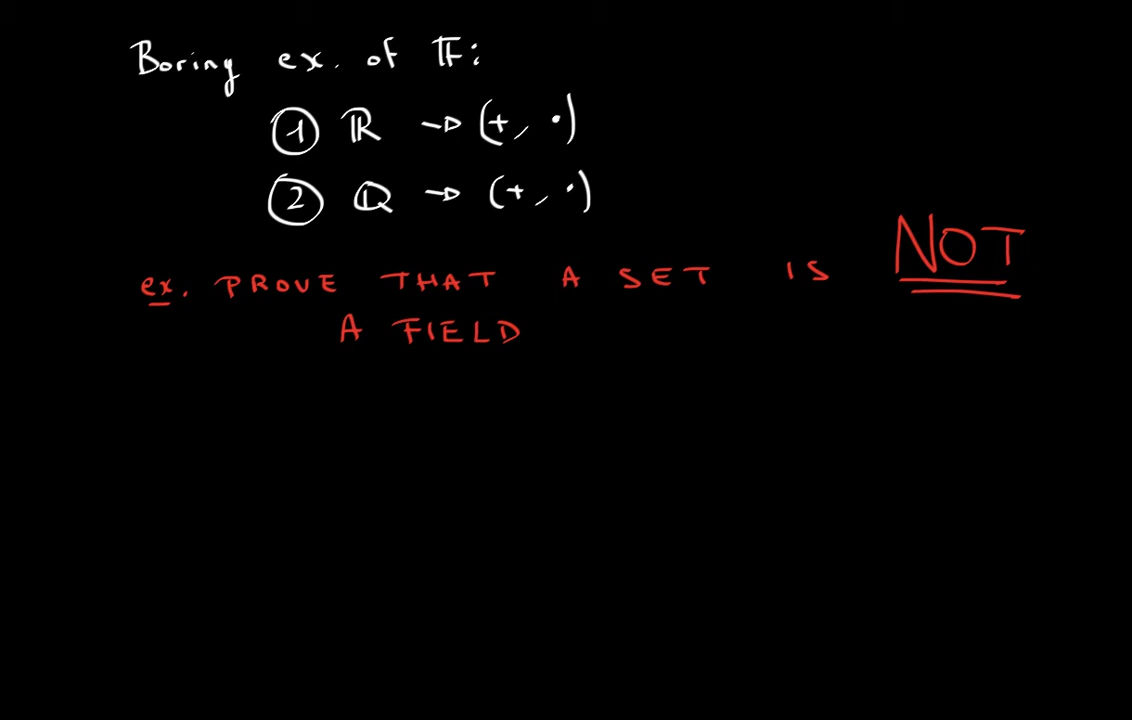 Boring ex. of 𝔽:
① ℝ → (+, ·)
② ℚ → (+, ·)
ex. PROVE THAT A SET IS NOT
A FIELD